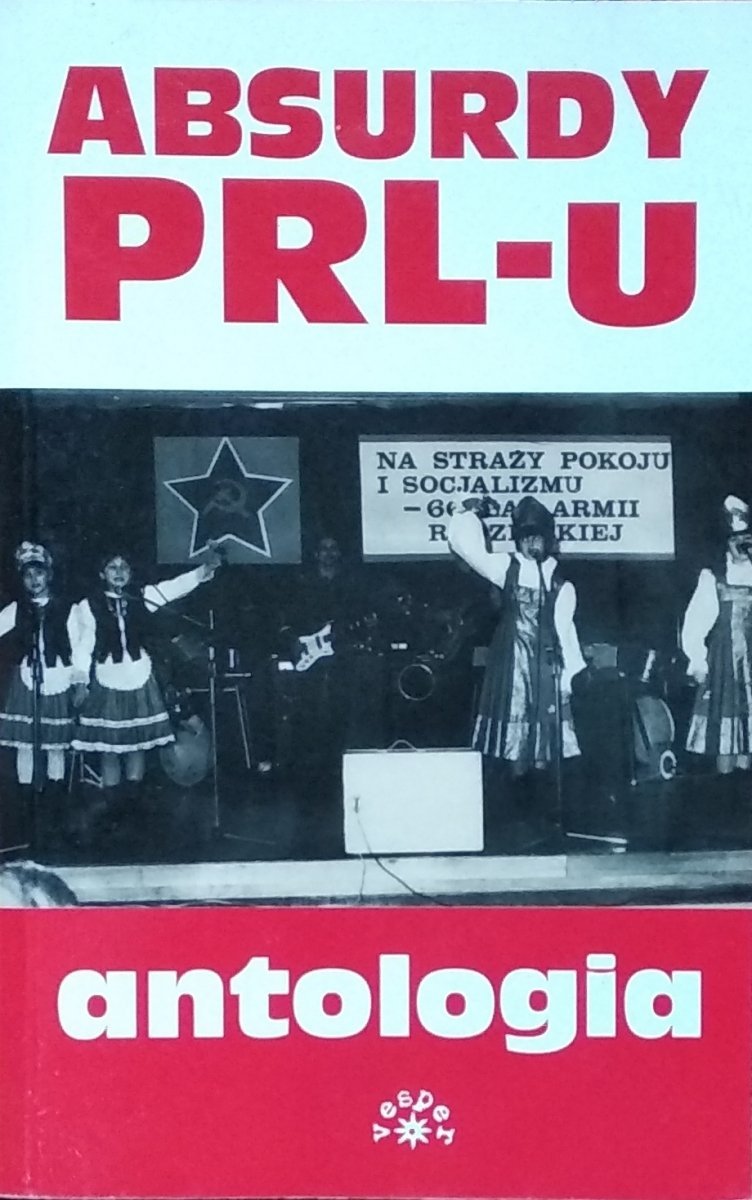 ABSURDY
PRL-U
NA STRAŻY POKOJU
I SOCJALIZMU
ARMII
antologia
vesper